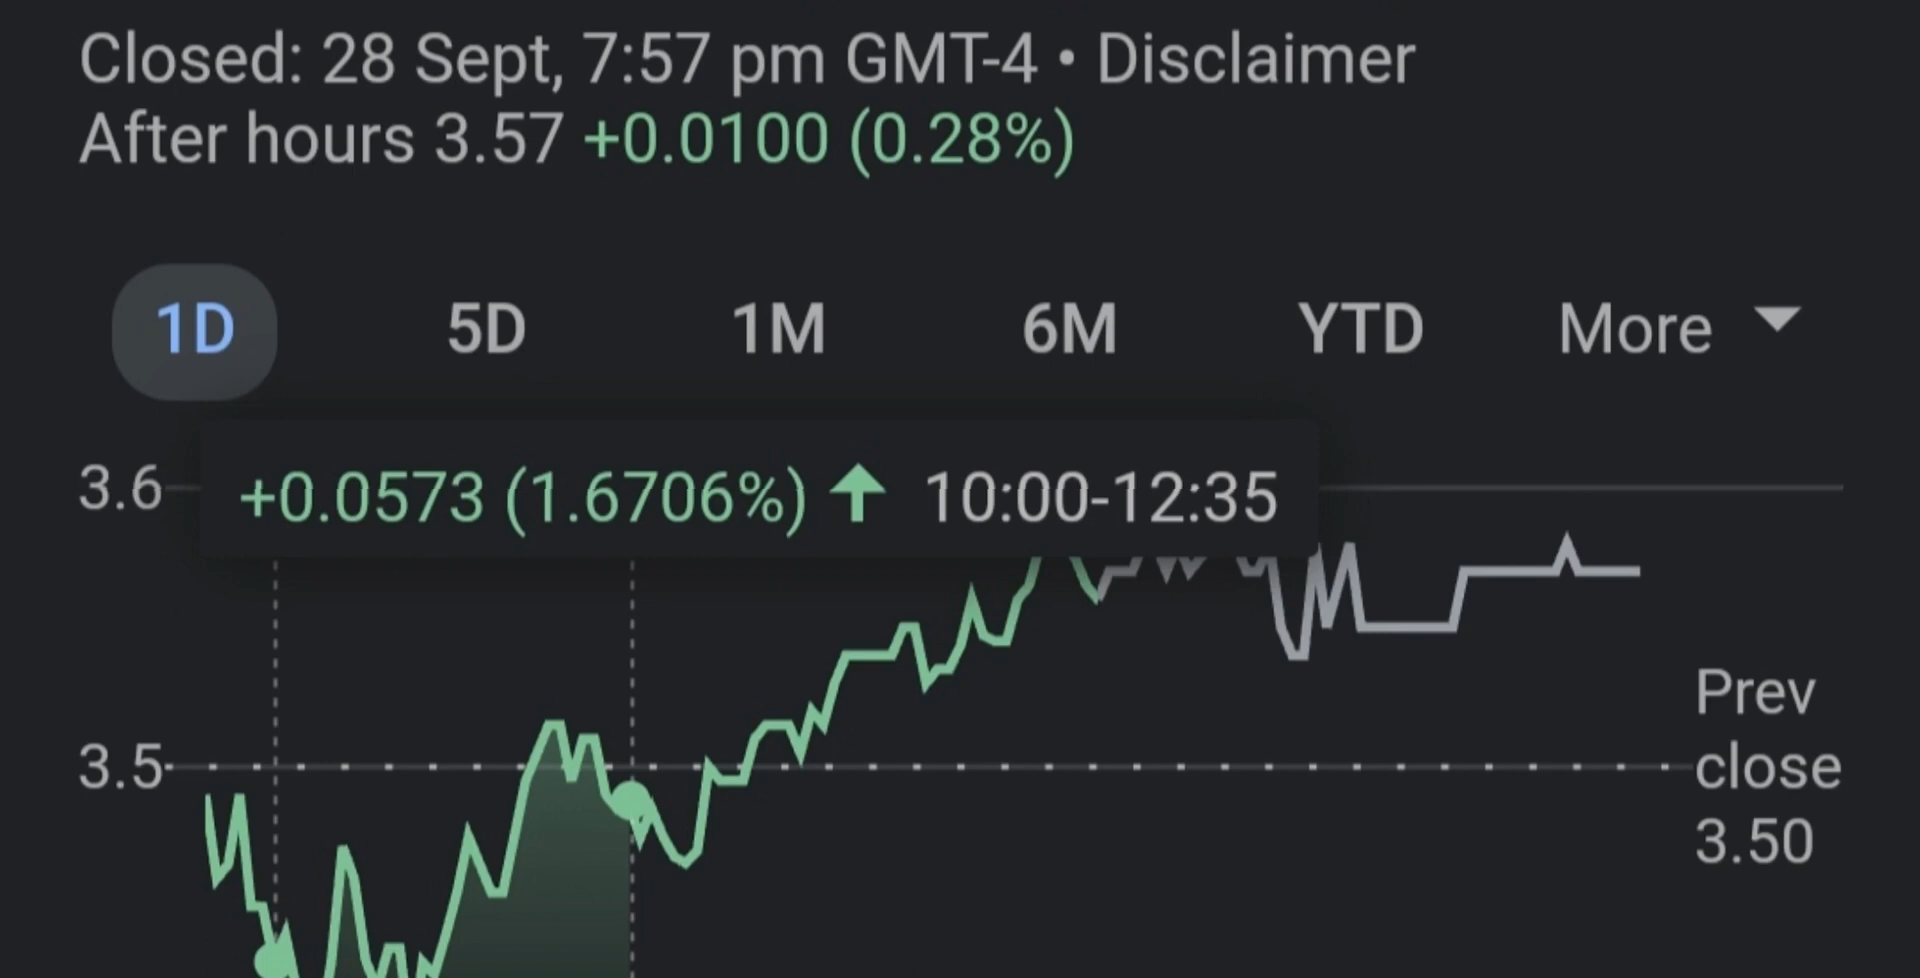 Closed: 28 Sept, 7:57 pm GMT-4 • Disclaimer
After hours 3.57 +0.0100 (0.28%)
1D 5D 1M 6M YTD More
3.6
+0.0573 (1.6706%) ↑ 10:00-12:35
3.5
Prev
close
3.50